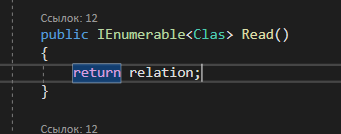 Ссылок: 12
public IEnumerable<Clas> Read()
{
return relation;
}
Ссылок: 12